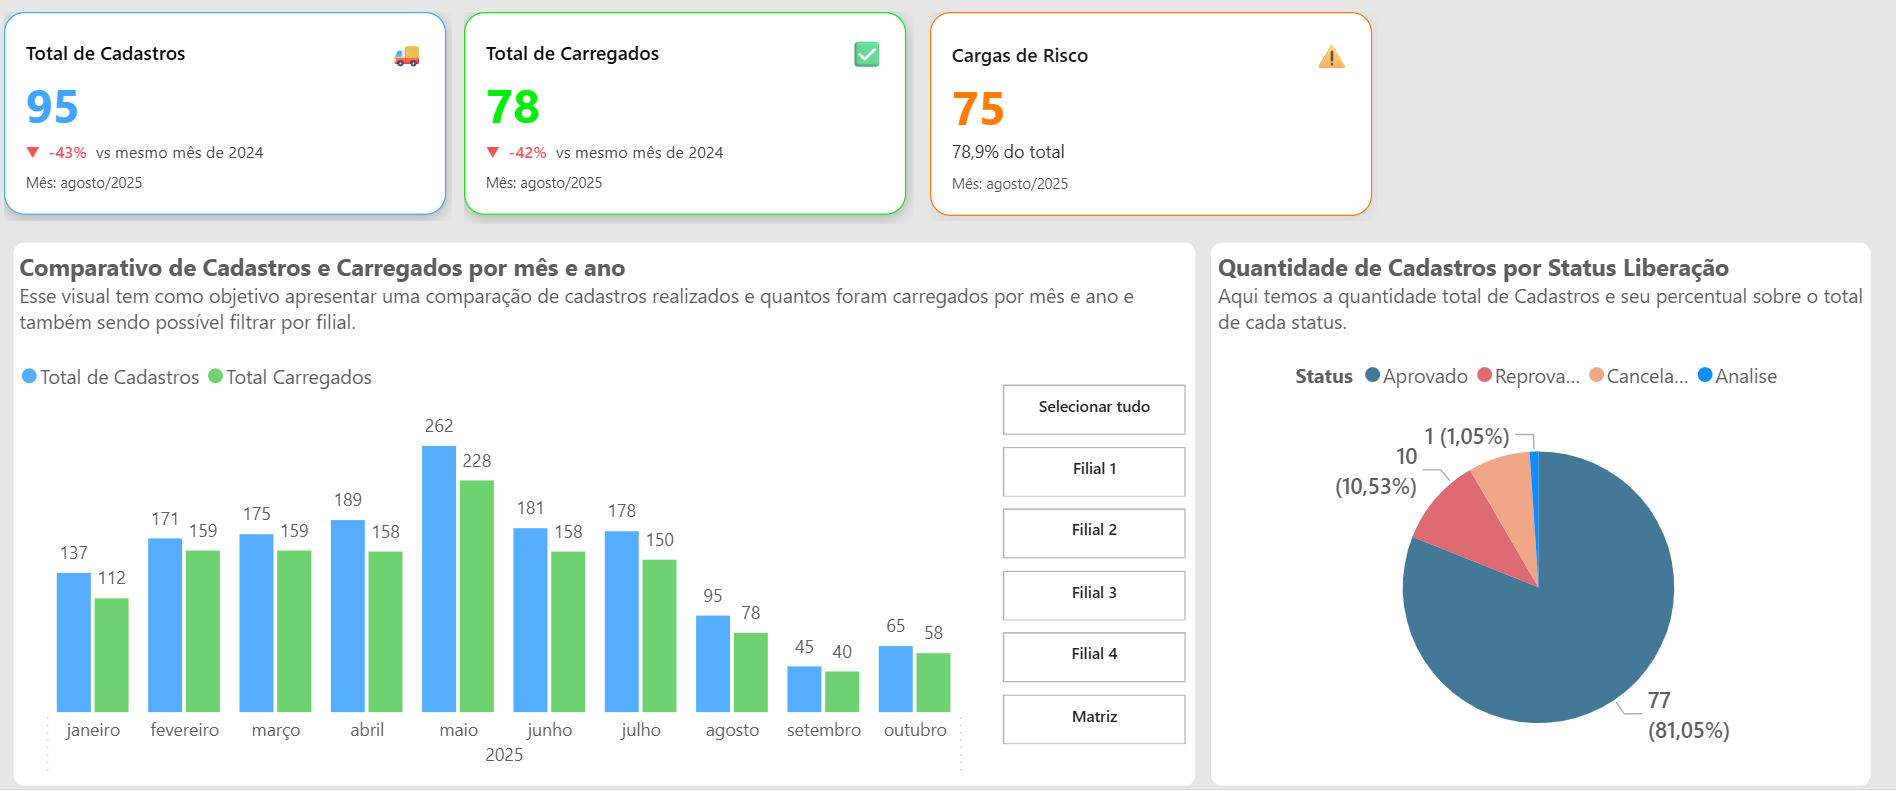 Total de Cadastros
95
-43% vs mesmo mês de 2024
Mês: agosto/2025
Total de Carregados
78
-42% vs mesmo mês de 2024
Mês: agosto/2025
Cargas de Risco
75
78,9% do total
Mês: agosto/2025
Comparativo de Cadastros e Carregados por mês e ano
Esse visual tem como objetivo apresentar uma comparação de cadastros realizados e quantos foram carregados por mês e ano e
também sendo possível filtrar por filial.
Total de Cadastros Total Carregados
137 112
171 159
175 159
189 158
262 228
181 158
178 150
95 78
45 40
65 58
janeiro fevereiro março abril maio junho julho agosto setembro outubro
2025
Selecionar tudo
Filial 1
Filial 2
Filial 3
Filial 4
Matriz
Quantidade de Cadastros por Status Liberação
Aqui temos a quantidade total de Cadastros e seu percentual sobre o total
de cada status.
Status Aprovado Reprova... Cancela... Analise
1 (1,05%)
10
(10,53%)
77
(81,05%)